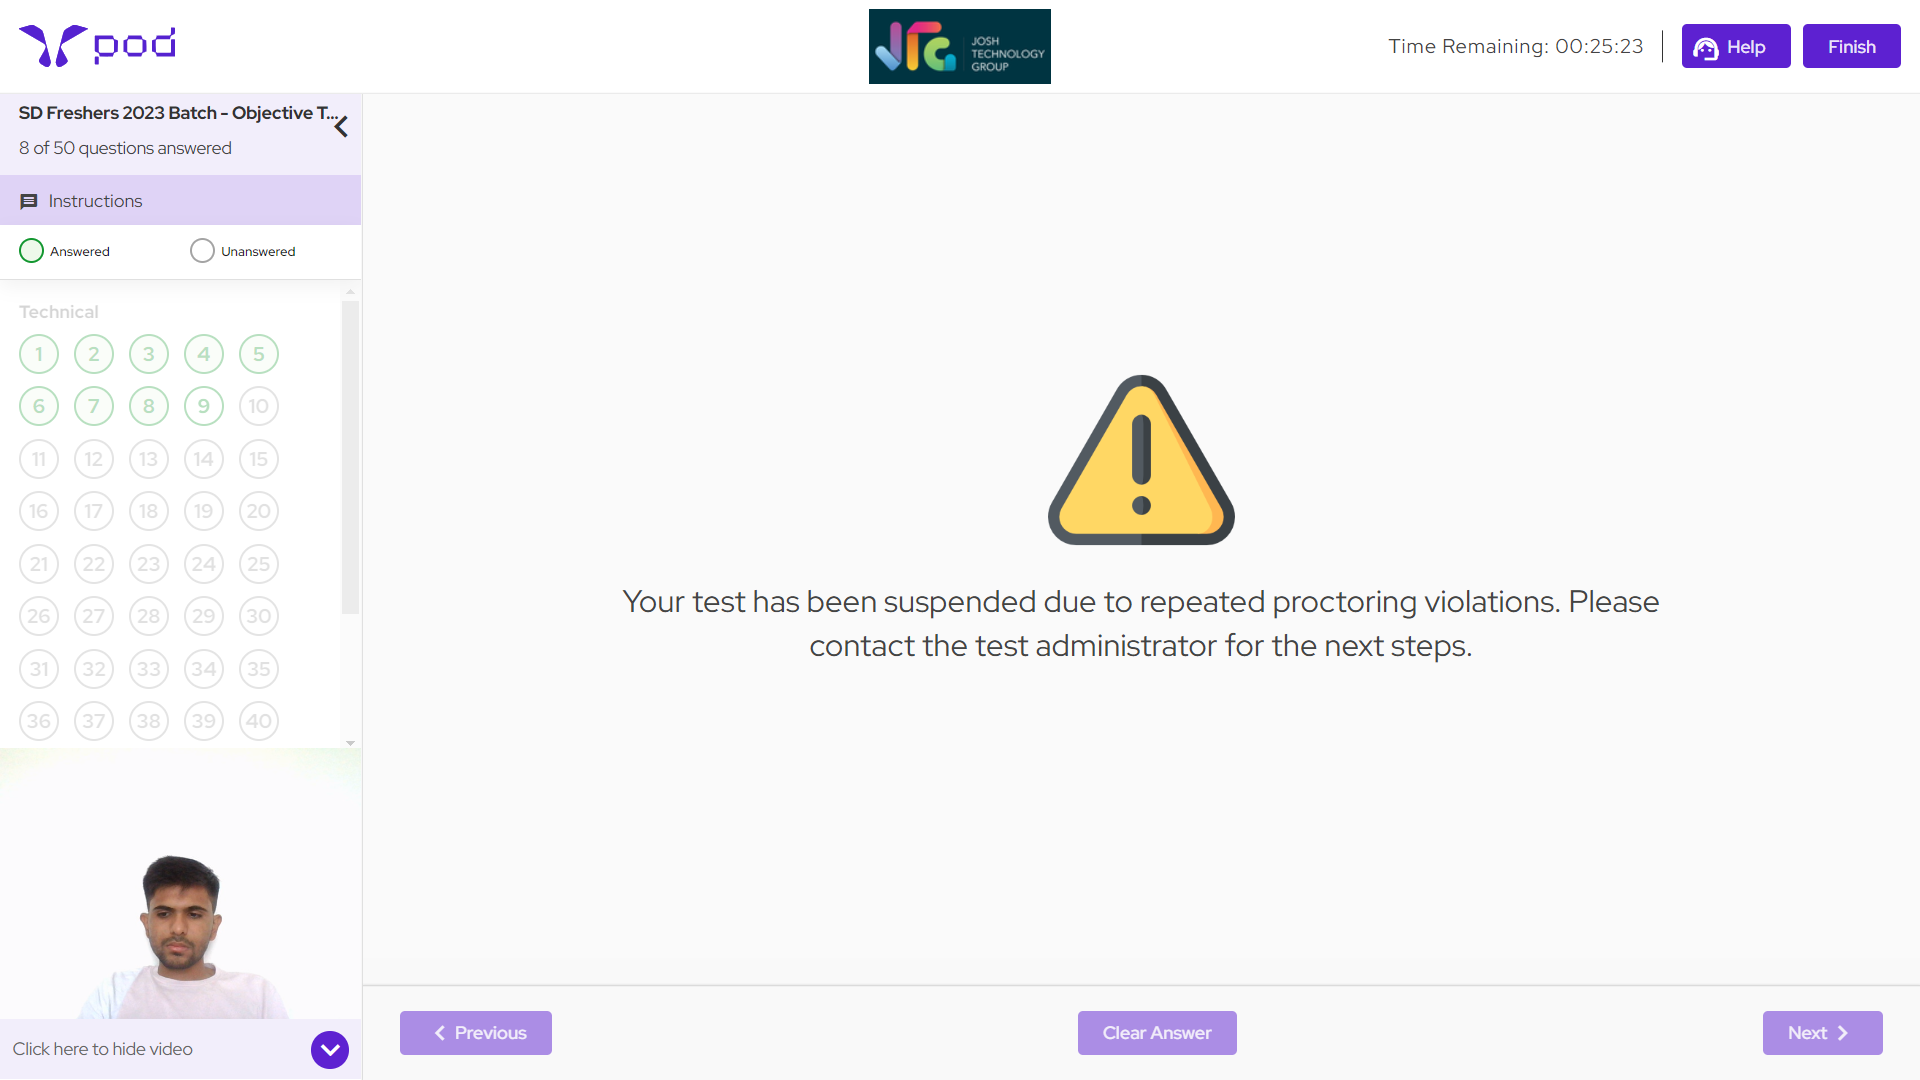 pod
JOSH
TECHNOLOGY
GROUP
Time Remaining: 00:25:23
Help
Finish
SD Freshers 2023 Batch - Objective T...
8 of 50 questions answered
Instructions
Answered
Unanswered
Technical
1 2 3 4 5
6 7 8 9 10
11 12 13 14 15
16 17 18 19 20
21 22 23 24 25
26 27 28 29 30
31 32 33 34 35
36 37 38 39 40
Your test has been suspended due to repeated proctoring violations. Please
contact the test administrator for the next steps.
Click here to hide video
Previous
Clear Answer
Next